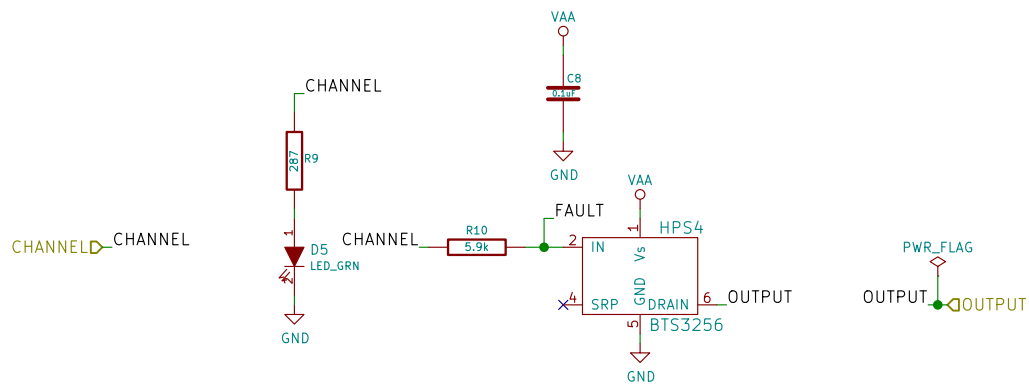 VAA
C8
0.1uF
GND
CHANNEL
R9
287
1
D5
LED_GRN
2
GND
CHANNEL
CHANNEL
CHANNEL
R10
5.9k
FAULT
VAA
HPS4
1
Vs
2
IN
4
SRP
GND
5
DRAIN
6
BTS3256
GND
OUTPUT
PWR_FLAG
OUTPUT
OUTPUT